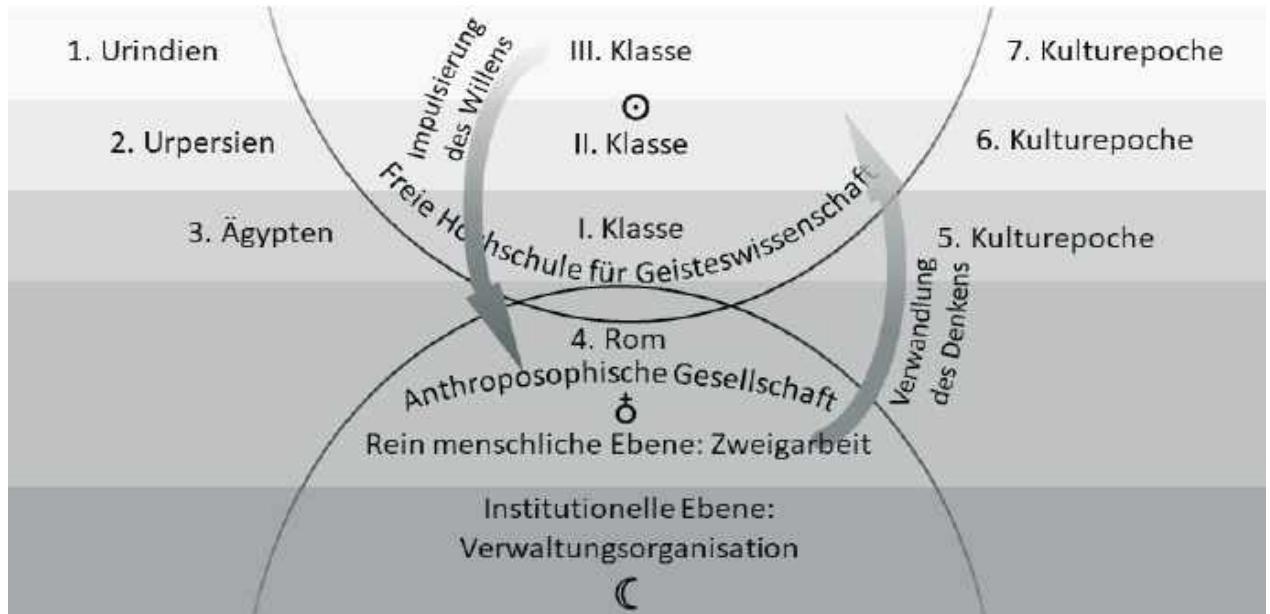 1. Urindien
Impulsierung
des Willens
III. Klasse
7. Kulturepoche
☉
2. Urpersien
II. Klasse
6. Kulturepoche
3. Ägypten
I. Klasse
5. Kulturepoche
Freie Hochschule für Geisteswissenschaft
Verwandlung
des Denkens
4. Rom
Anthroposophische Gesellschaft
♁
Rein menschliche Ebene: Zweigarbeit
Institutionelle Ebene:
Verwaltungsorganisation
☾